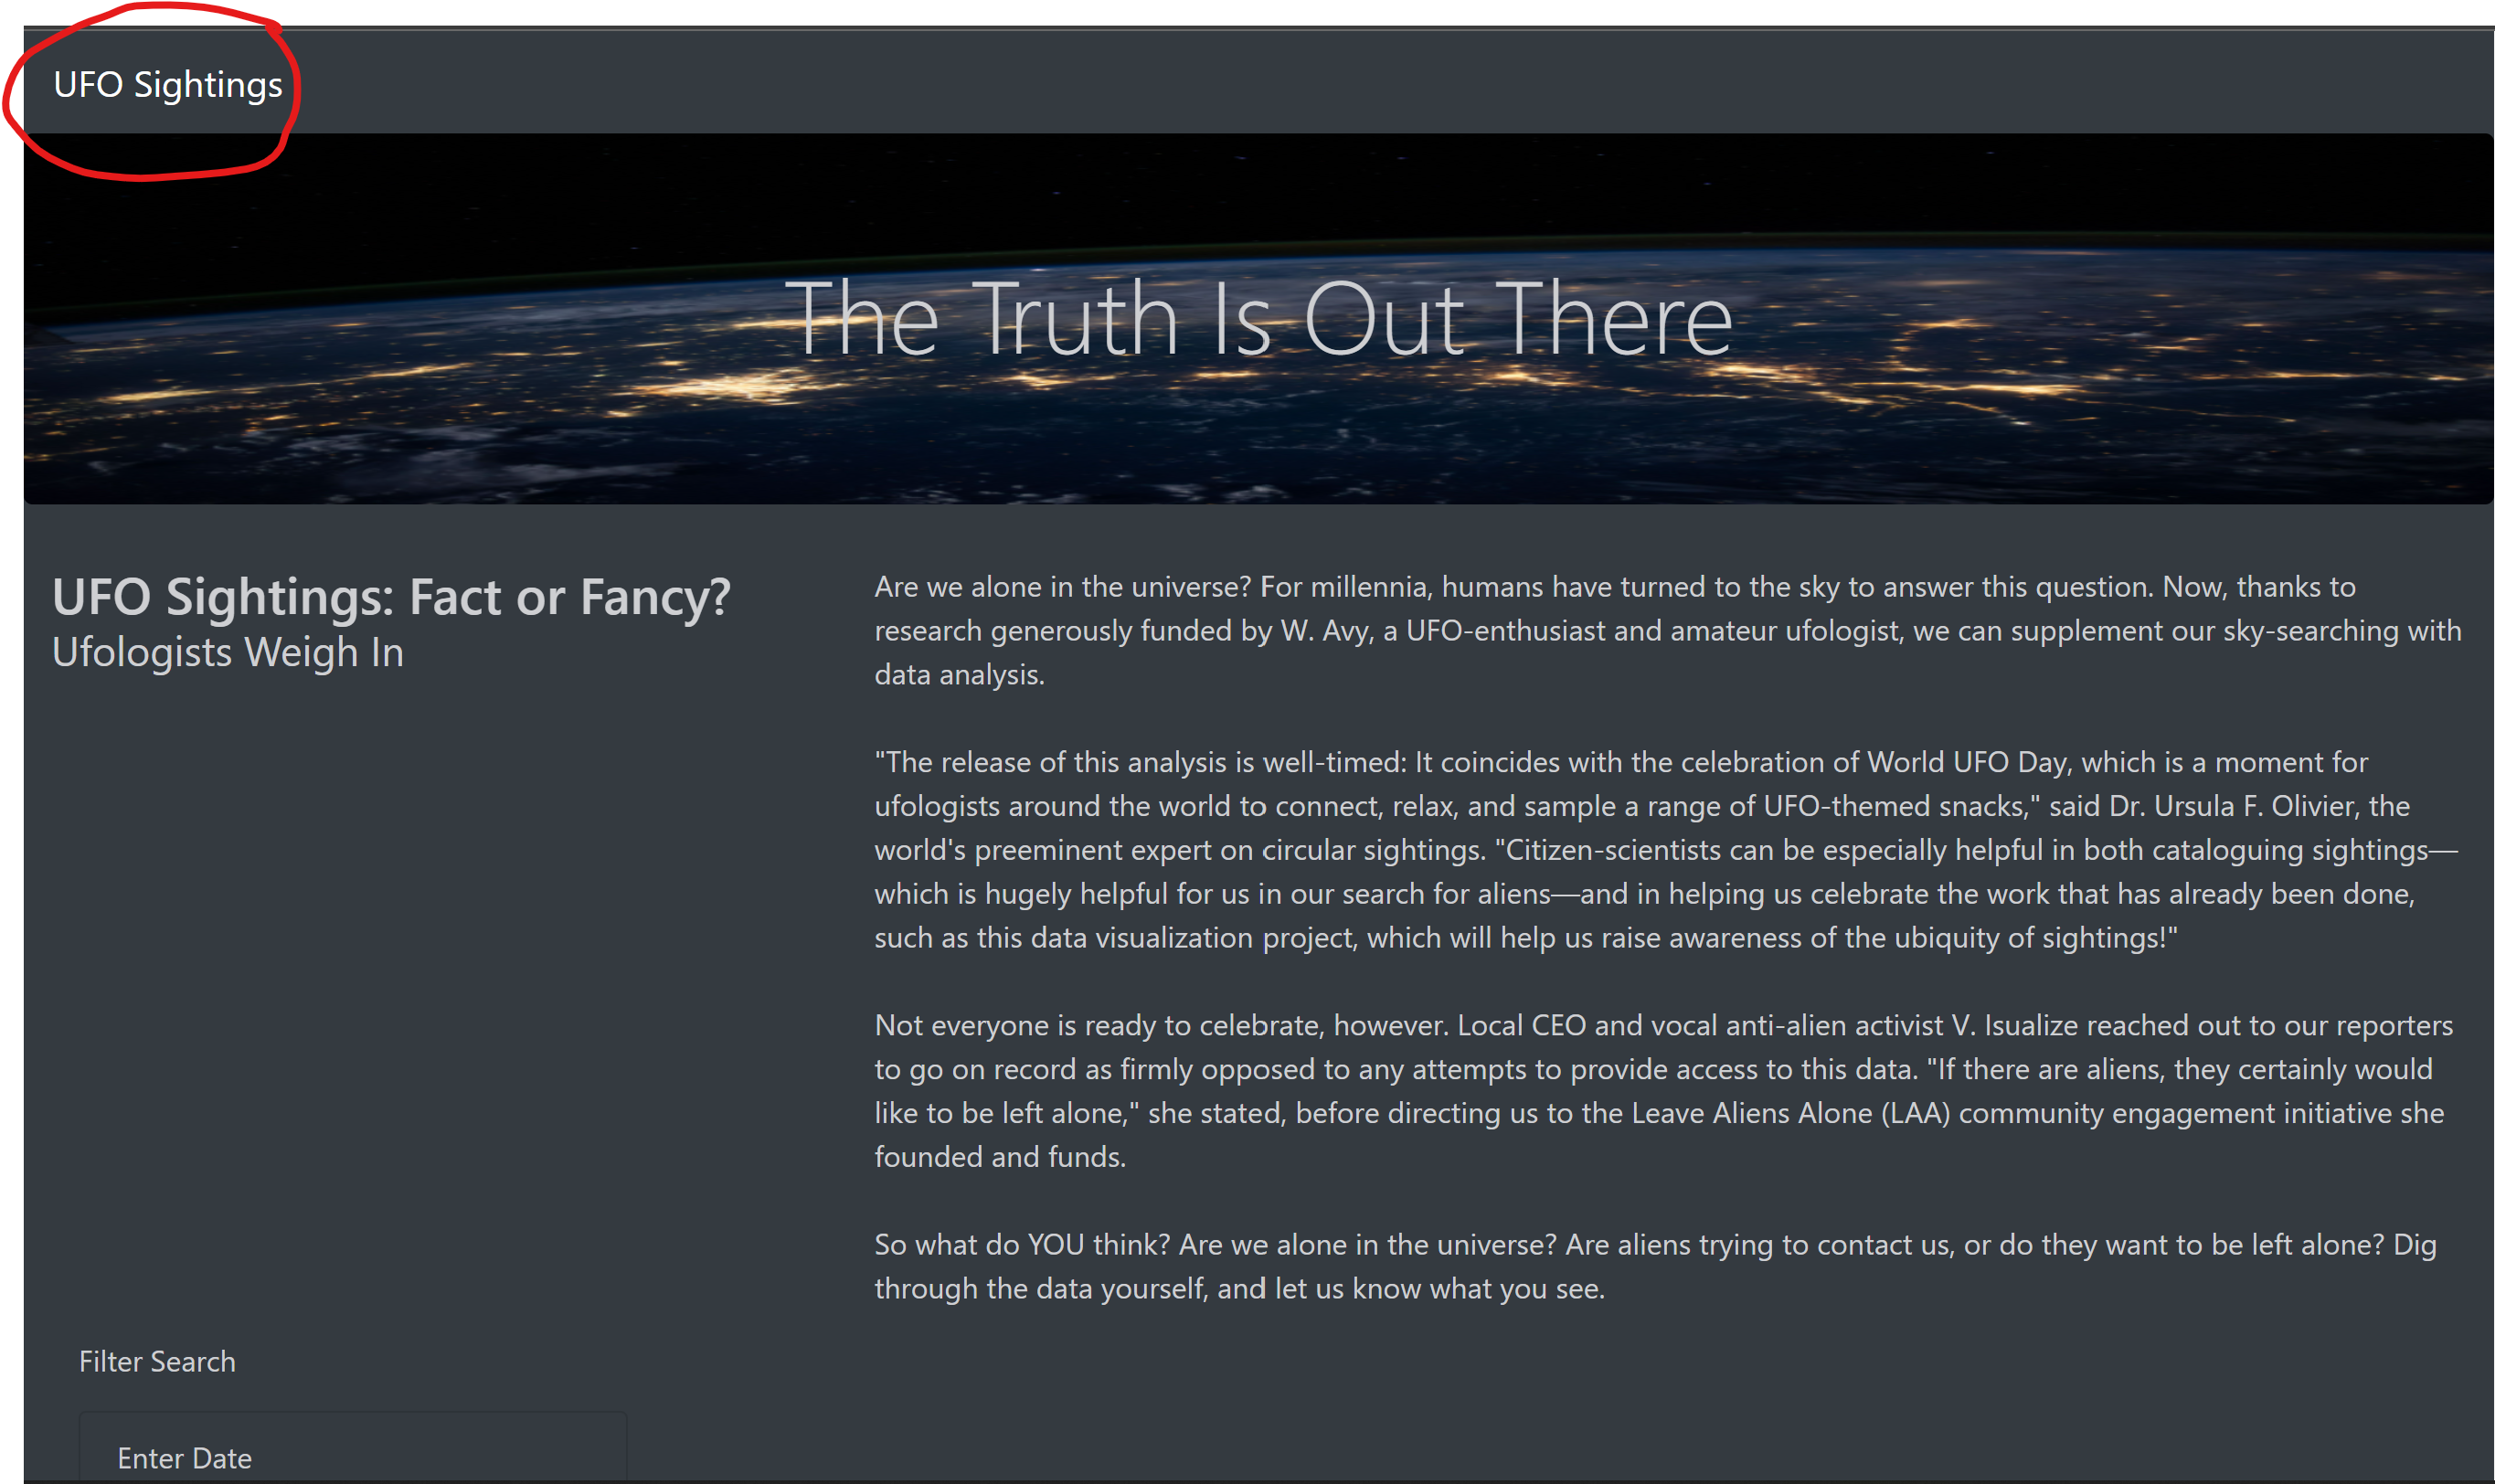 UFO Sightings
The Truth Is Out There
UFO Sightings: Fact or Fancy?
Ufologists Weigh In
Are we alone in the universe? For millennia, humans have turned to the sky to answer this question. Now, thanks to
research generously funded by W. Avy, a UFO-enthusiast and amateur ufologist, we can supplement our sky-searching with
data analysis.
"The release of this analysis is well-timed: It coincides with the celebration of World UFO Day, which is a moment for
ufologists around the world to connect, relax, and sample a range of UFO-themed snacks," said Dr. Ursula F. Olivier, the
world's preeminent expert on circular sightings. "Citizen-scientists can be especially helpful in both cataloguing sightings—
which is hugely helpful for us in our search for aliens—and in helping us celebrate the work that has already been done,
such as this data visualization project, which will help us raise awareness of the ubiquity of sightings!"
Not everyone is ready to celebrate, however. Local CEO and vocal anti-alien activist V. Isualize reached out to our reporters
to go on record as firmly opposed to any attempts to provide access to this data. "If there are aliens, they certainly would
like to be left alone," she stated, before directing us to the Leave Aliens Alone (LAA) community engagement initiative she
founded and funds.
So what do YOU think? Are we alone in the universe? Are aliens trying to contact us, or do they want to be left alone? Dig
through the data yourself, and let us know what you see.
Filter Search
Enter Date